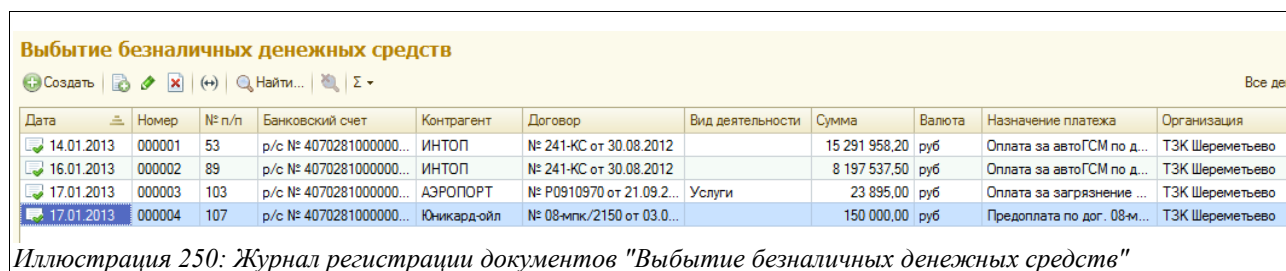 Выбытие безналичных денежных средств
Создать Найти... Σ Все де
Дата Номер № п/п Банковский счет Контрагент Договор Вид деятельности Сумма Валюта Назначение платежа Организация
14.01.2013 000001 53 р/с № 4070281000000... ИНТОП № 241-КС от 30.08.2012 15 291 958,20 руб Оплата за автоГСМ по д... ТЗК Шереметьево
16.01.2013 000002 89 р/с № 4070281000000... ИНТОП № 241-КС от 30.08.2012 8 197 537,50 руб Оплата за автоГСМ по д... ТЗК Шереметьево
17.01.2013 000003 103 р/с № 4070281000000... АЭРОПОРТ № Р0910970 от 21.09.2... Услуги 23 895,00 руб Оплата за загрязнение ... ТЗК Шереметьево
17.01.2013 000004 107 р/с № 4070281000000... Юникард-ойл № 08-мпк/2150 от 03.0... 150 000,00 руб Предоплата по дог. 08-м... ТЗК Шереметьево
Иллюстрация 250: Журнал регистрации документов "Выбытие безналичных денежных средств"